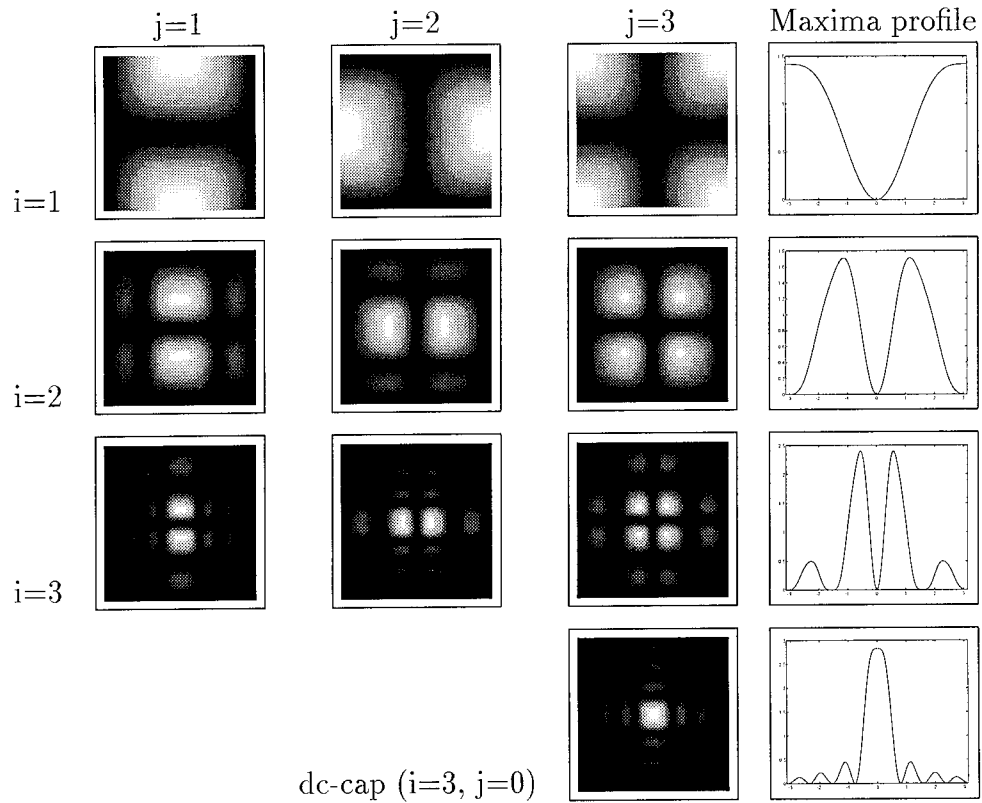 j=1 j=2 j=3 Maxima profile
i=1
i=2
i=3
dc-cap (i=3, j=0)